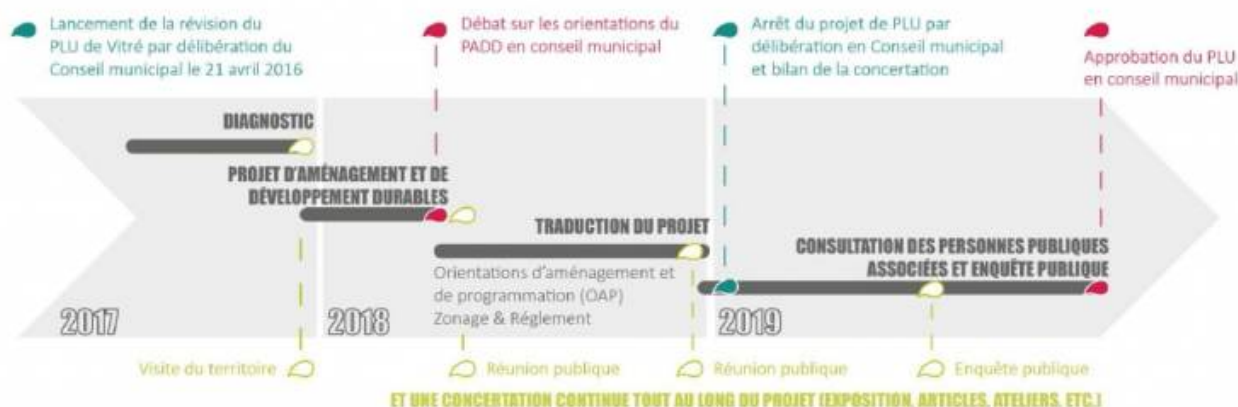 Lancement de la révision du
PLU de Vitré par délibération du
Conseil municipal le 21 avril 2016
Débat sur les orientations du
PADD en conseil municipal
Arrêt du projet de PLU par
délibération en Conseil municipal
et bilan de la concertation
Approbation du PLU
en conseil municipal
DIAGNOSTIC
PROJET D'AMÉNAGEMENT ET DE
DÉVELOPPEMENT DURABLES
TRADUCTION DU PROJET
Orientations d'aménagement et
de programmation (OAP)
Zonage & Réglement
CONSULTATION DES PERSONNES PUBLIQUES
ASSOCIÉES ET ENQUÊTE PUBLIQUE
2017
2018
2019
Visite du territoire
Réunion publique
Réunion publique
Enquête publique
ET UNE CONCERTATION CONTINUE TOUT AU LONG DU PROJET (EXPOSITION, ARTICLES, ATELIERS, ETC.)